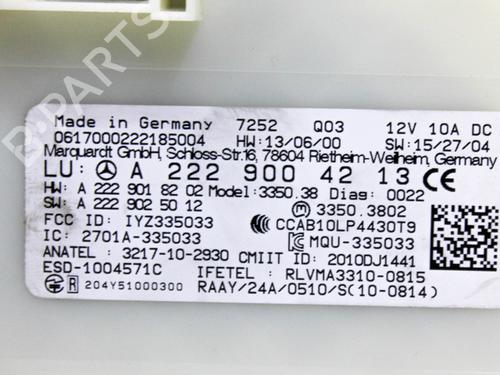 B-PARTS
Made in Germany 7252 Q03 12V 10A DC
0617000222185004 HW:13/06/00 SW:15/27/04
Marquardt GmbH, Schloss-Str.16, 78604 Rietheim-Weilheim, Germany
LU: A 222 900 42 13 CE
HW: A 222 901 82 02 Model:3350.38 Diag: 0022
SW: A 222 902 50 12 3350.3802
FCC ID: IYZ335033 CCAB10LP4430T9
IC: 2701A-335033 MQU-335033
ANATEL : 3217-10-2930 CMIIT ID: 2010DJ1441
ESD-1004571C IFETEL : RLVMA3310-0815
R 204Y51000300 RAAY/24A/0510/S(10-0814)